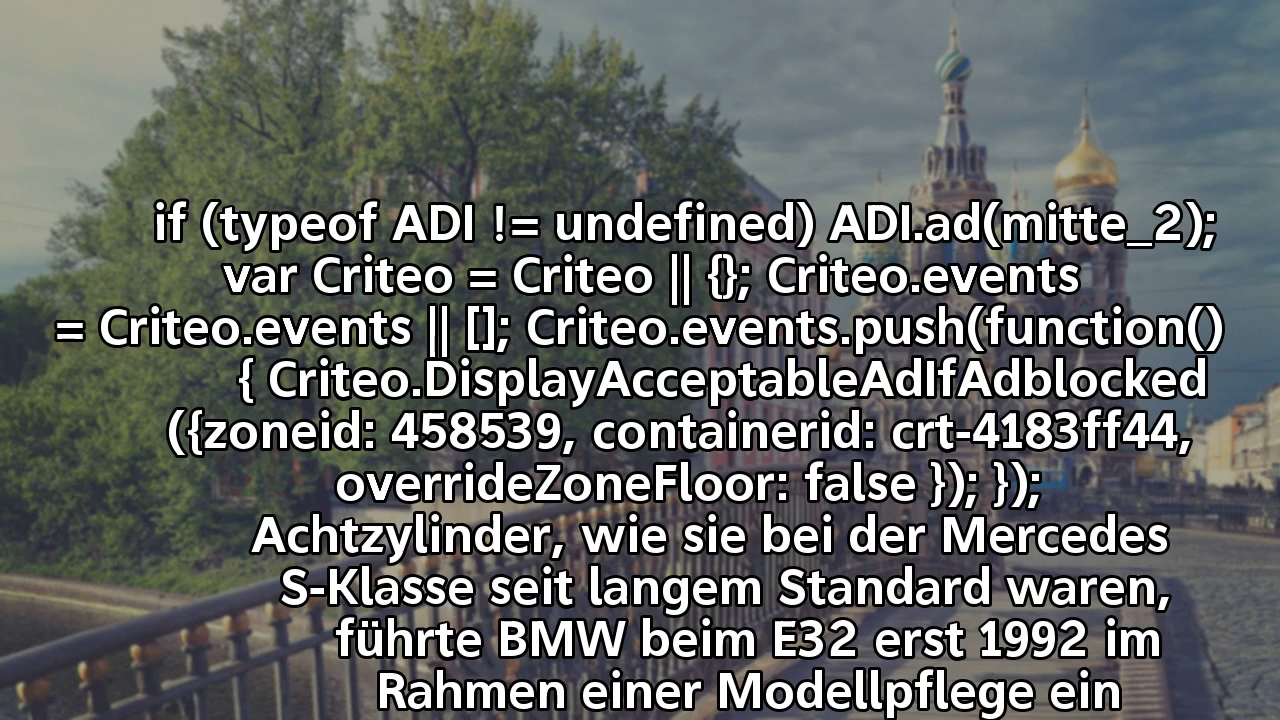 if (typeof ADI != undefined) ADI.ad(mitte_2);
var Criteo = Criteo || {}; Criteo.events
= Criteo.events || []; Criteo.events.push(function()
{ Criteo.DisplayAcceptableAdIfAdblocked
({zoneid: 458539, containerid: crt-4183ff44,
overrideZoneFloor: false }); });
Achtzylinder, wie sie bei der Mercedes
S-Klasse seit langem Standard waren,
führte BMW beim E32 erst 1992 im
Rahmen einer Modellpflege ein